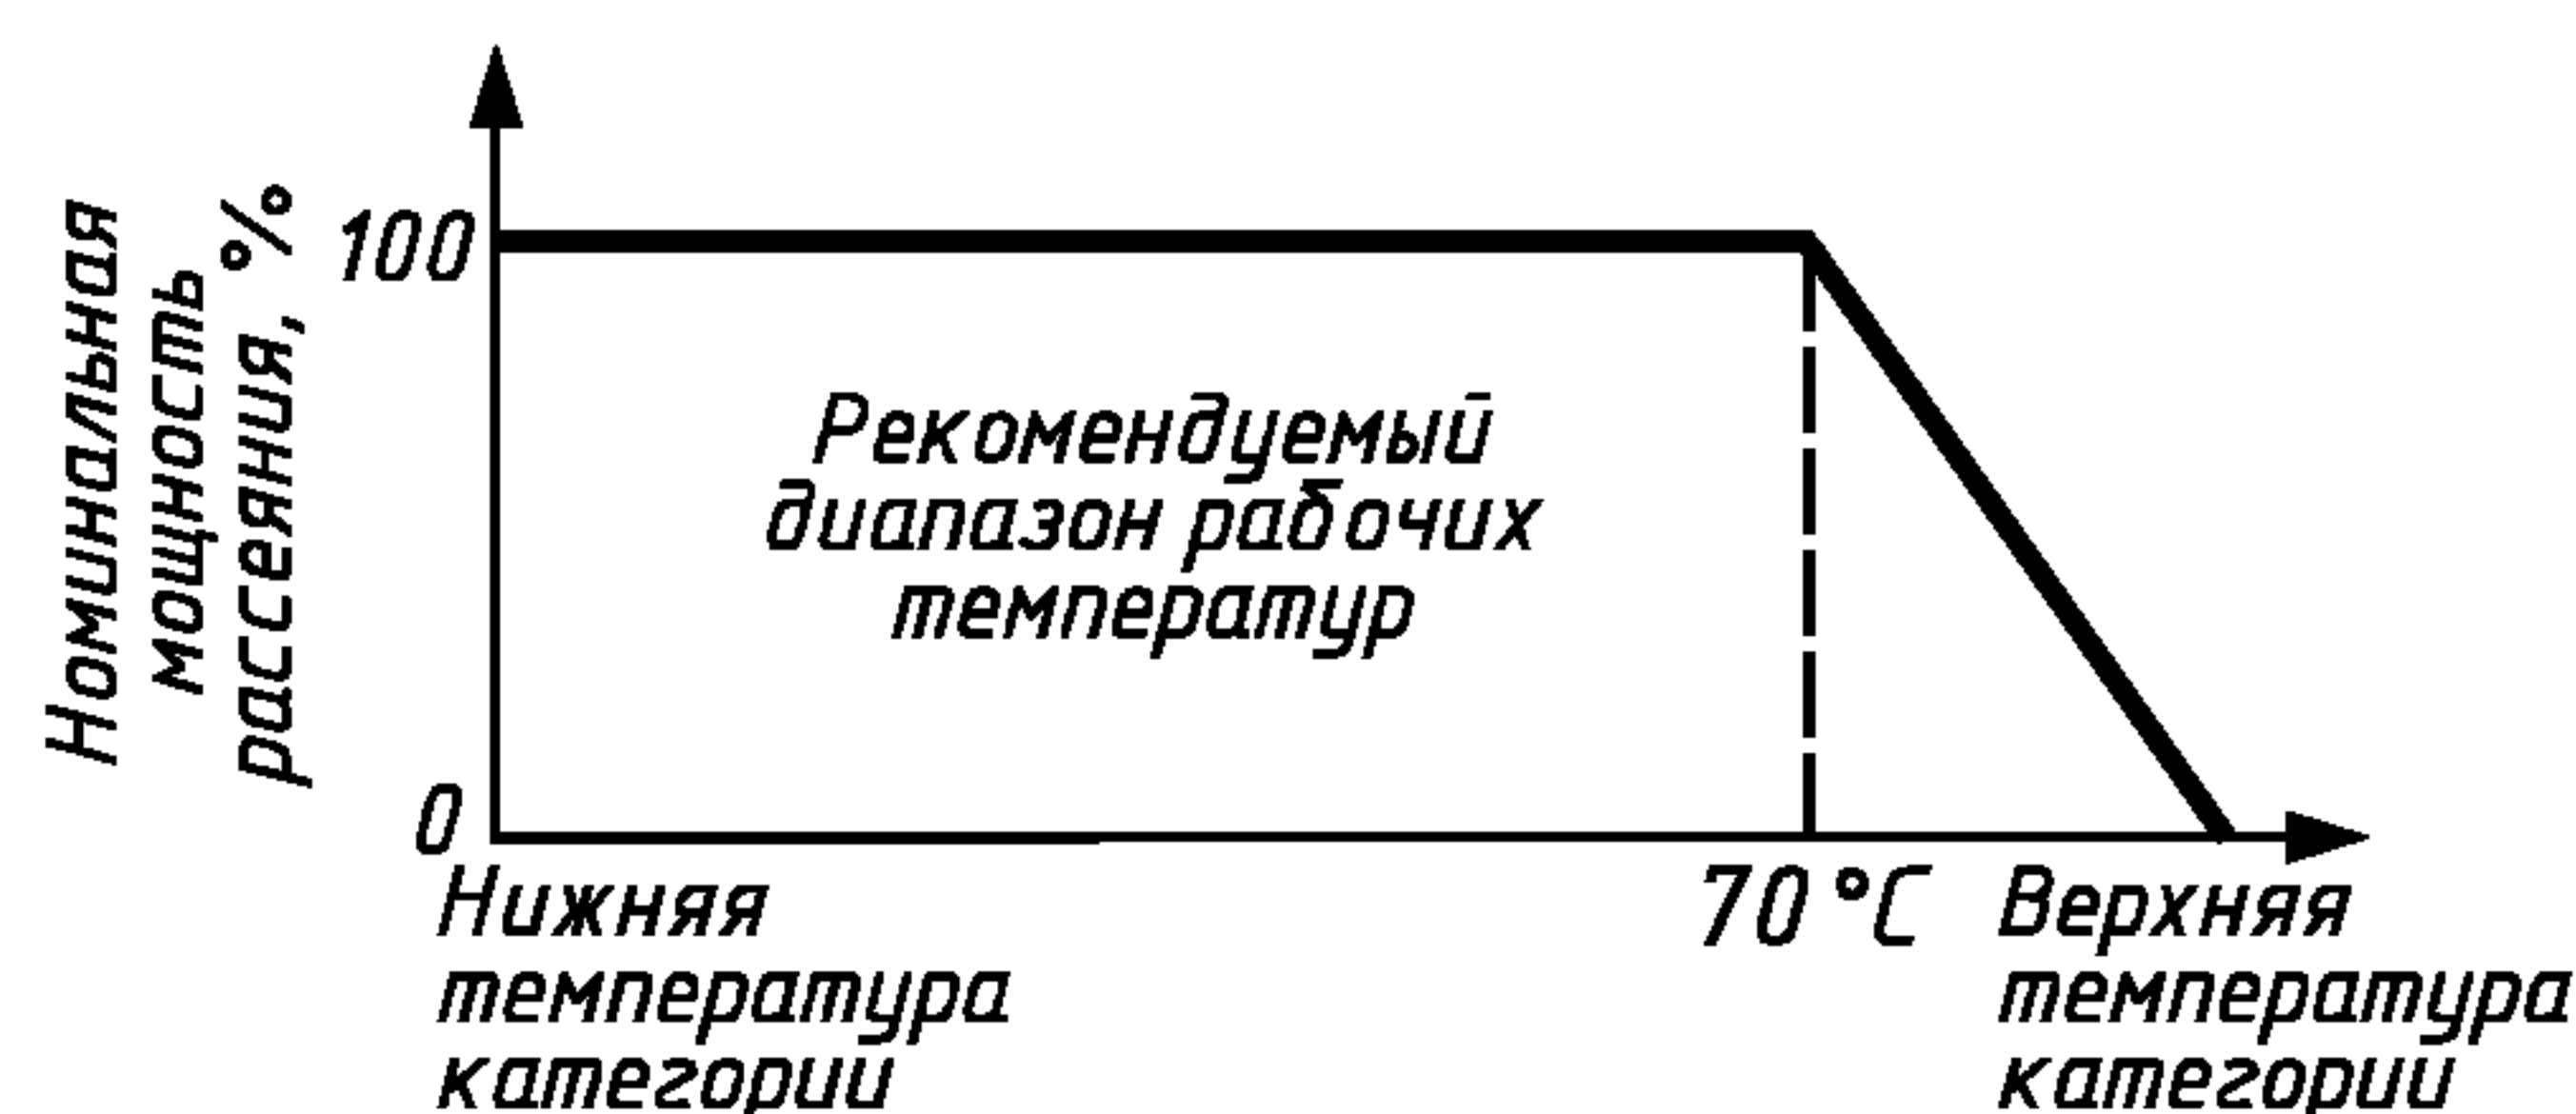 Номинальная
мощность
рассеяния, %
100
Рекомендуемый
диапазон рабочих
температур
0
Нижняя
температура
категории
70 °C
Верхняя
температура
категории